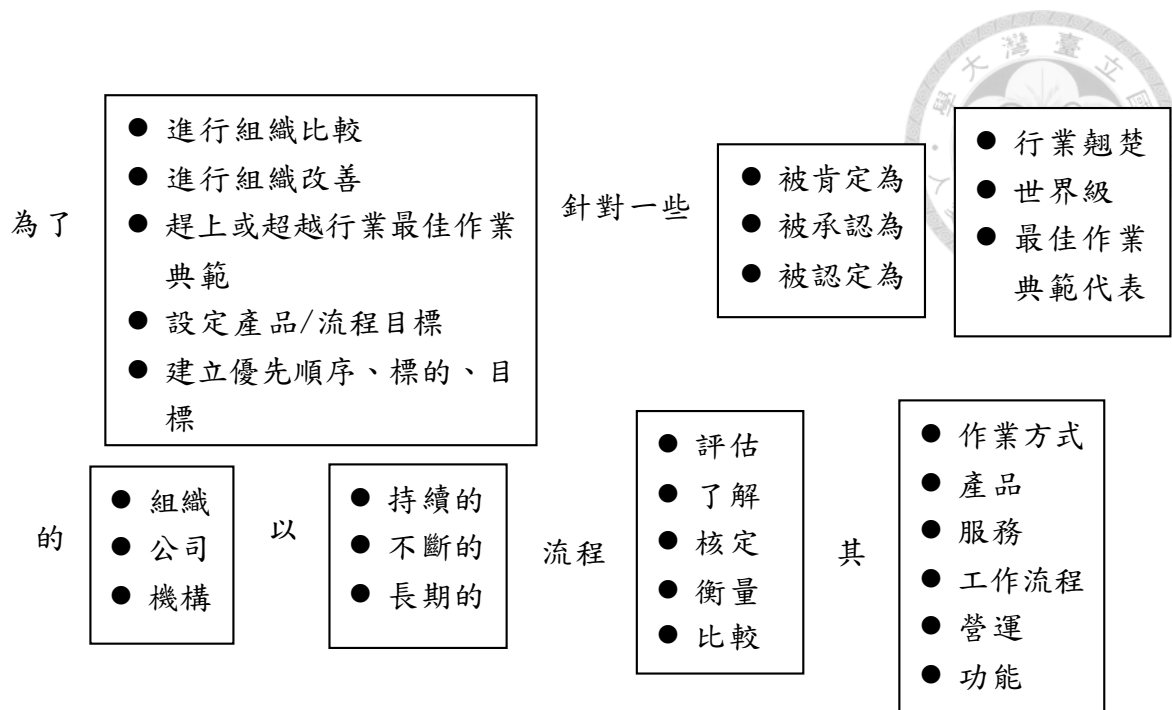 為了
● 進行組織比較
● 進行組織改善
● 趕上或超越行業最佳作業
典範
● 設定產品/流程目標
● 建立優先順序、標的、目
標
針對一些
● 被肯定為
● 被承認為
● 被認定為
● 行業翹楚
● 世界級
● 最佳作業
典範代表
的
● 組織
● 公司
● 機構
以
● 持續的
● 不斷的
● 長期的
流程
● 評估
● 了解
● 核定
● 衡量
● 比較
其
● 作業方式
● 產品
● 服務
● 工作流程
● 營運
● 功能